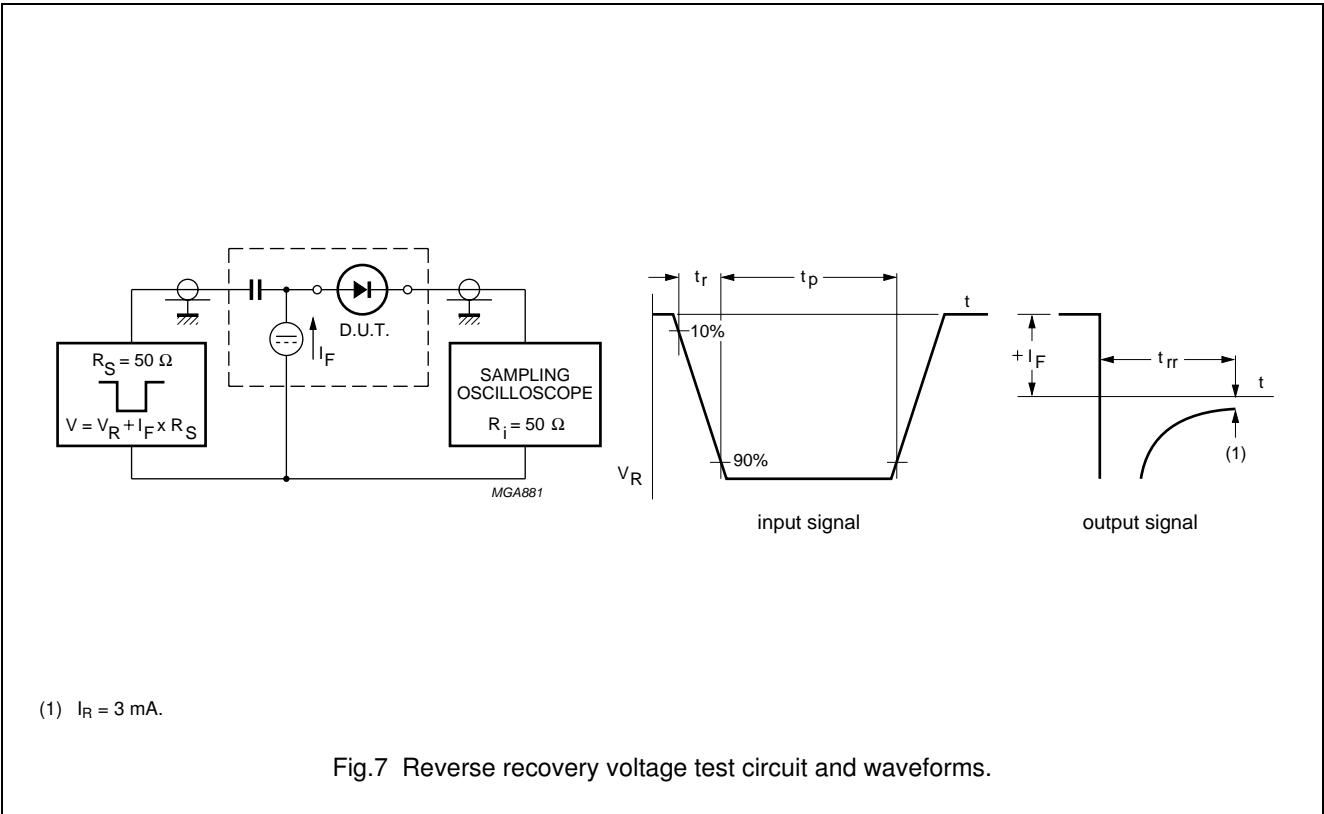 R_S = 50 Ω
V = V_R + I_F x R_S
I_F
D.U.T.
SAMPLING
OSCILLOSCOPE
R_i = 50 Ω
MGA881
t_r
t_p
t
10%
90%
V_R
input signal
+ I_F
t_rr
t
(1)
output signal
(1) I_R = 3 mA.
Fig.7 Reverse recovery voltage test circuit and waveforms.